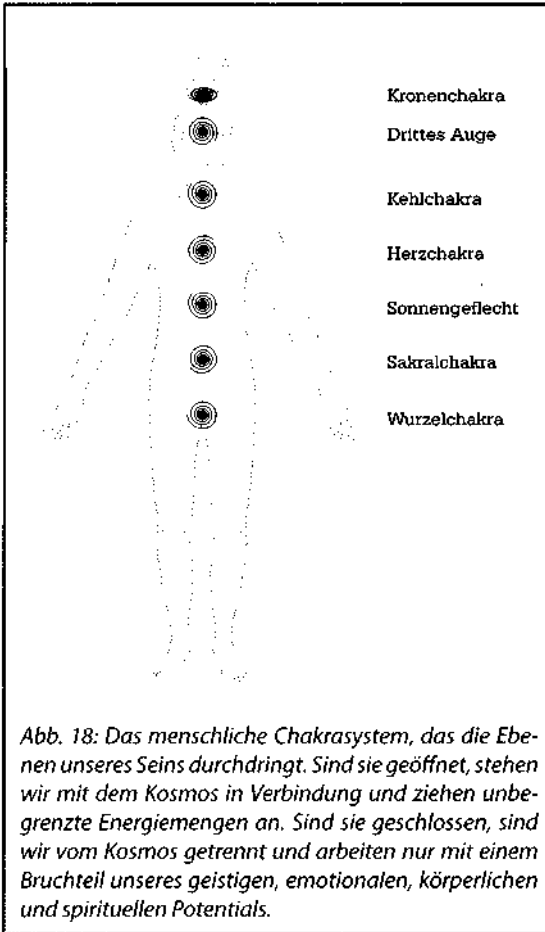 Kronenchakra
Drittes Auge
Kehlchakra
Herzchakra
Sonnengeflecht
Sakralchakra
Wurzelchakra
Abb. 18: Das menschliche Chakrasystem, das die Ebe-
nen unseres Seins durchdringt. Sind sie geöffnet, stehen
wir mit dem Kosmos in Verbindung und ziehen unbe-
grenzte Energiemengen an. Sind sie geschlossen, sind
wir vom Kosmos getrennt und arbeiten nur mit einem
Bruchteil unseres geistigen, emotionalen, körperlichen
und spirituellen Potentials.